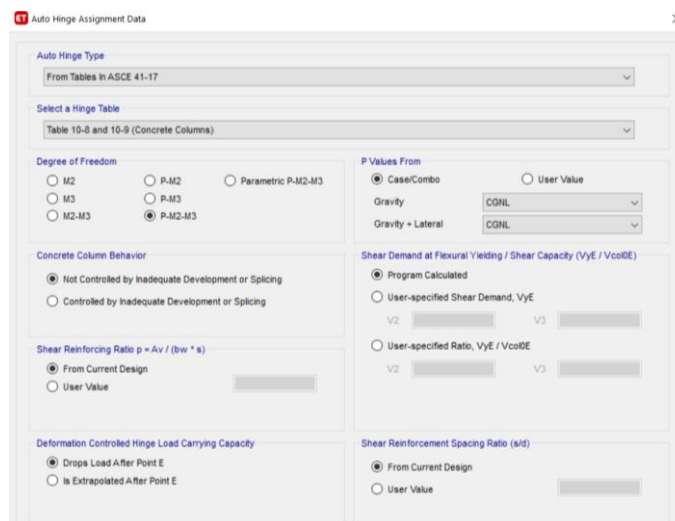 ET Auto Hinge Assignment Data
Auto Hinge Type
From Tables In ASCE 41-17
Select a Hinge Table
Table 10-8 and 10-9 (Concrete Columns)
Degree of Freedom
M2 P-M2 Parametric P-M2-M3
M3 P-M3
M2-M3 P-M2-M3
P Values From
Case/Combo User Value
Gravity CGNL
Gravity + Lateral CGNL
Concrete Column Behavior
Not Controlled by Inadequate Development or Splicing
Controlled by Inadequate Development or Splicing
Shear Demand at Flexural Yielding / Shear Capacity (VyE / Vcol0E)
Program Calculated
User-specified Shear Demand, VyE
V2 V3
User-specified Ratio, VyE / Vcol0E
V2 V3
Shear Reinforcing Ratio p = Av / (bw * s)
From Current Design
User Value
Deformation Controlled Hinge Load Carrying Capacity
Drops Load After Point E
Is Extrapolated After Point E
Shear Reinforcement Spacing Ratio (s/d)
From Current Design
User Value